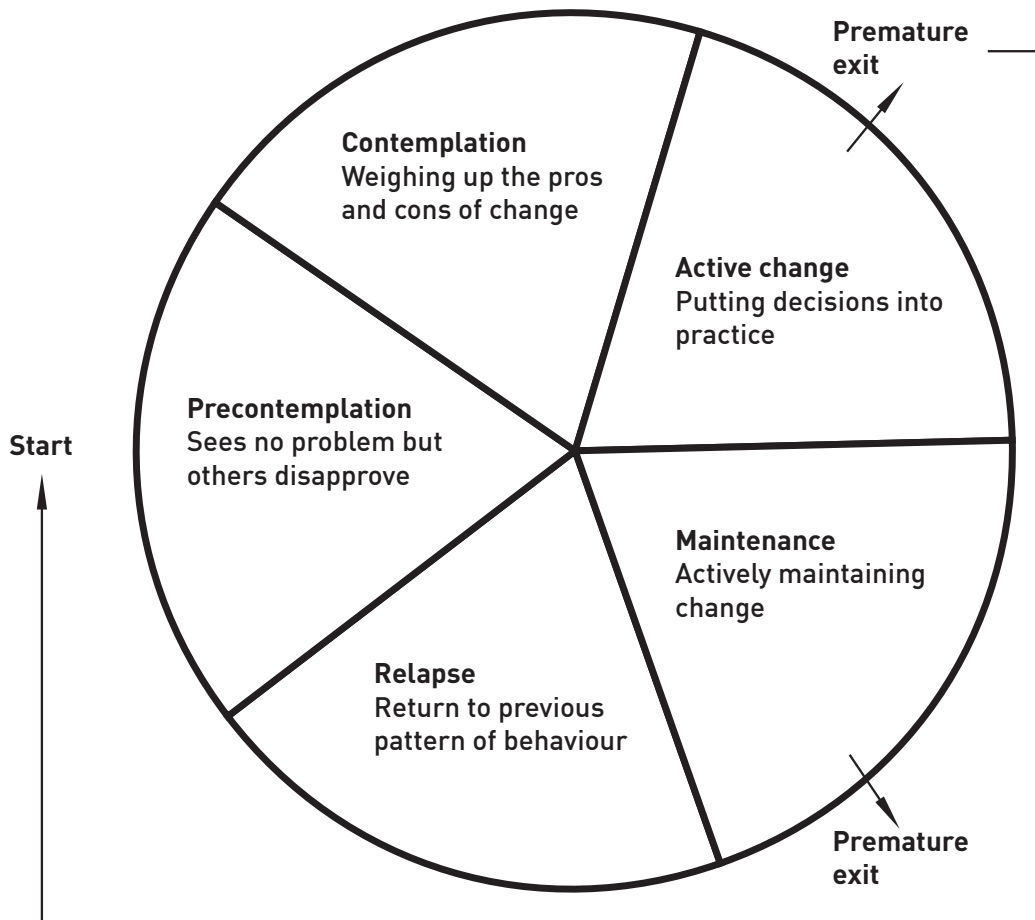 Premature
exit
Contemplation
Weighing up the pros
and cons of change
Active change
Putting decisions into
practice
Precontemplation
Sees no problem but
others disapprove
Start
Maintenance
Actively maintaining
change
Relapse
Return to previous
pattern of behaviour
Premature
exit